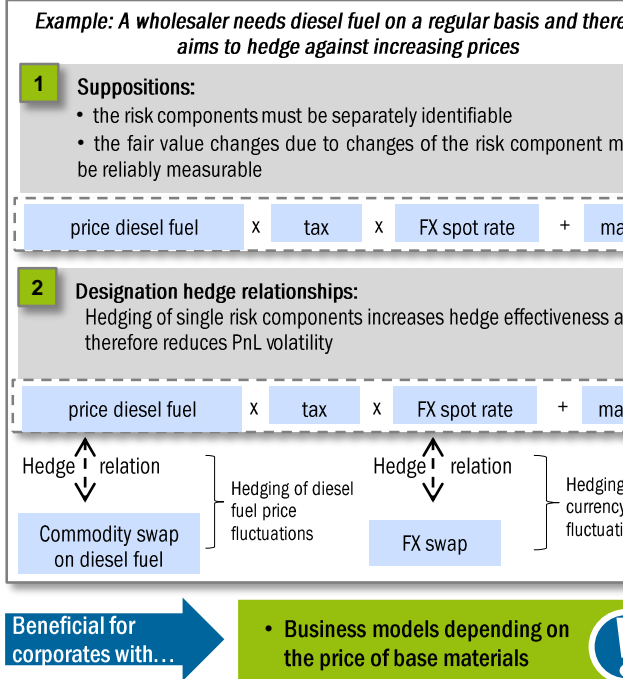 Example: A wholesaler needs diesel fuel on a regular basis and there
aims to hedge against increasing prices
1 Suppositions:
• the risk components must be separately identifiable
• the fair value changes due to changes of the risk component m
be reliably measurable
price diesel fuel x tax x FX spot rate + ma
2 Designation hedge relationships:
Hedging of single risk components increases hedge effectiveness a
therefore reduces PnL volatility
price diesel fuel x tax x FX spot rate + ma
Hedge relation Hedge relation
Hedging of diesel
fuel price
fluctuations
Hedging
currency
fluctuati
Commodity swap
on diesel fuel
FX swap
Beneficial for
corporates with…
• Business models depending on
the price of base materials
!